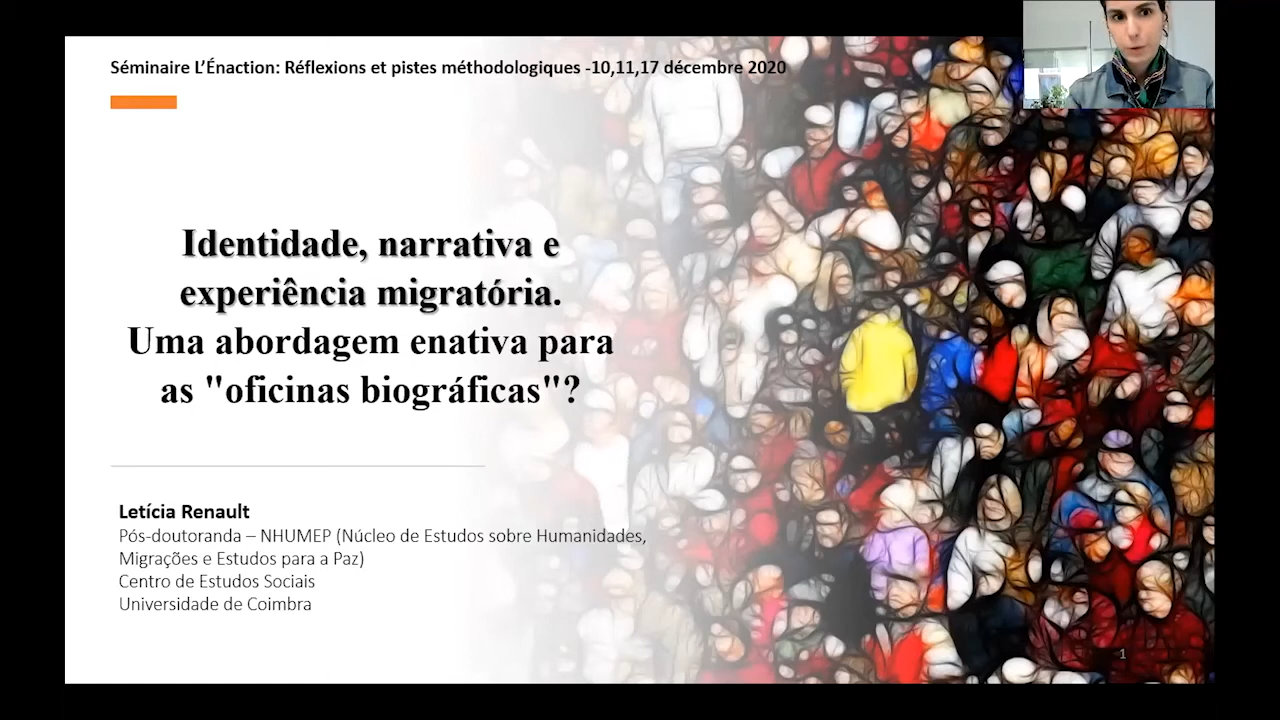 Séminaire L'Énaction: Réflexions et pistes méthodologiques -10,11,17 décembre 2020
Identidade, narrativa e
experiência migratória.
Uma abordagem enativa para
as "oficinas biográficas"?
Letícia Renault
Pós-doutoranda – NHUMEP (Núcleo de Estudos sobre Humanidades,
Migrações e Estudos para a Paz)
Centro de Estudos Sociais
Universidade de Coimbra
1